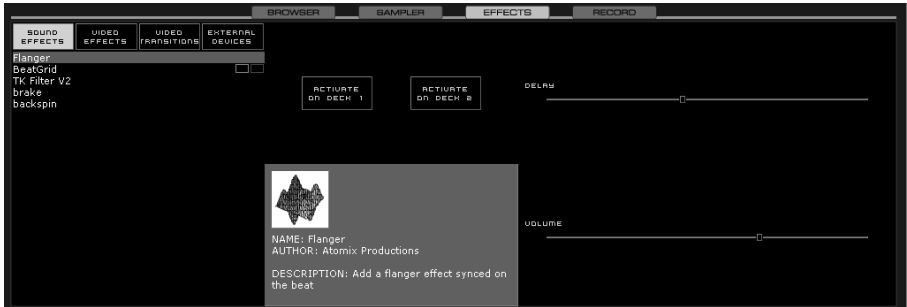 BROWSER SAMPLER EFFECTS RECORD
SOUND EFFECTS
VIDEO EFFECTS
VIDEO TRANSITIONS
EXTERNAL DEVICES
Flanger
BeatGrid
TK Filter V2
brake
backspin
ACTIVATE
ON DECK 1
ACTIVATE
ON DECK 2
DELAY
NAME: Flanger
AUTHOR: Atomix Productions
DESCRIPTION: Add a flanger effect synced on
the beat
VOLUME